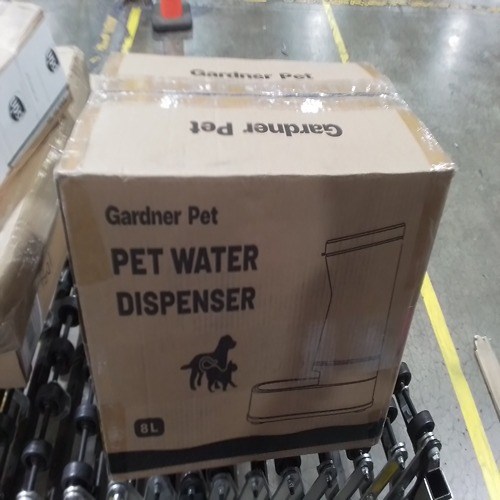 Gardner Pet
Gardner Pet
Gardner Pet
PET WATER
DISPENSER
8L